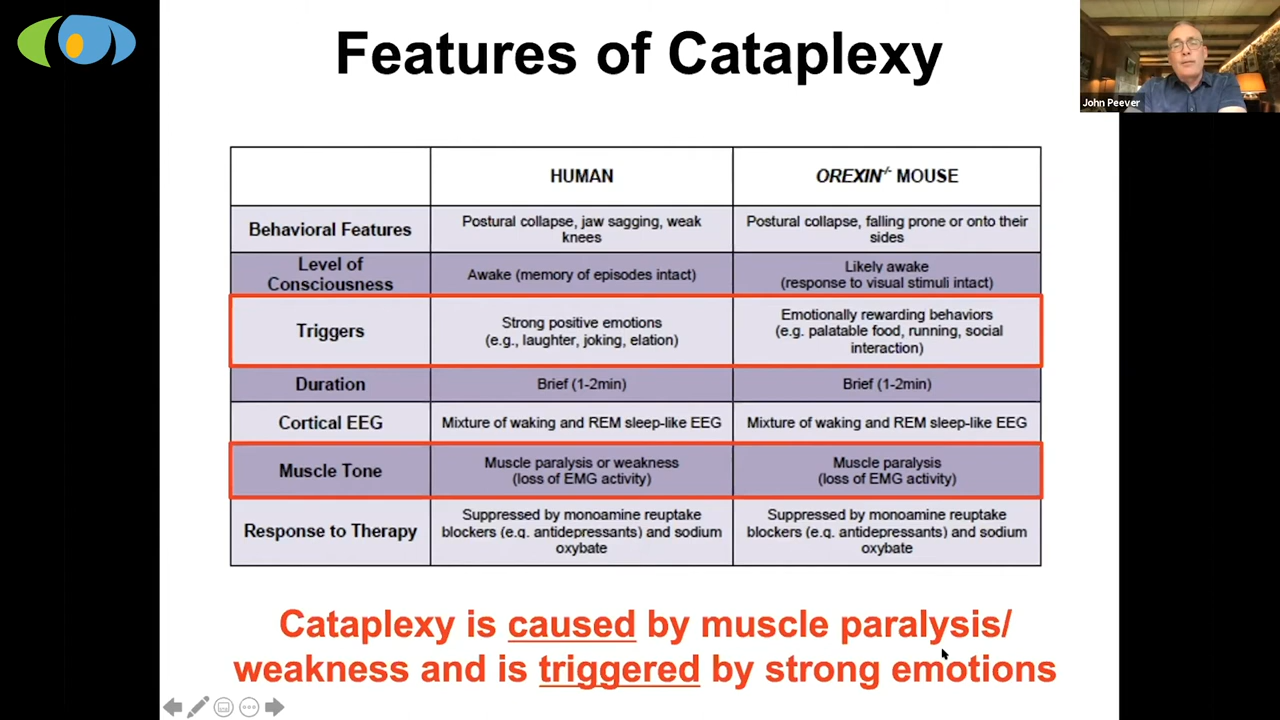 Features of Cataplexy
John Peever
HUMAN
OREXIN-/- MOUSE
Behavioral Features
Postural collapse, jaw sagging, weak
knees
Postural collapse, falling prone or onto their
sides
Level of
Consciousness
Awake (memory of episodes intact)
Likely awake
(response to visual stimuli intact)
Triggers
Strong positive emotions
(e.g., laughter, joking, elation)
Emotionally rewarding behaviors
(e.g. palatable food, running, social
interaction)
Duration
Brief (1-2min)
Brief (1-2min)
Cortical EEG
Mixture of waking and REM sleep-like EEG
Mixture of waking and REM sleep-like EEG
Muscle Tone
Muscle paralysis or weakness
(loss of EMG activity)
Muscle paralysis
(loss of EMG activity)
Response to Therapy
Suppressed by monoamine reuptake
blockers (e.g. antidepressants) and sodium
oxybate
Suppressed by monoamine reuptake
blockers (e.g. antidepressants) and sodium
oxybate
Cataplexy is caused by muscle paralysis/
weakness and is triggered by strong emotions